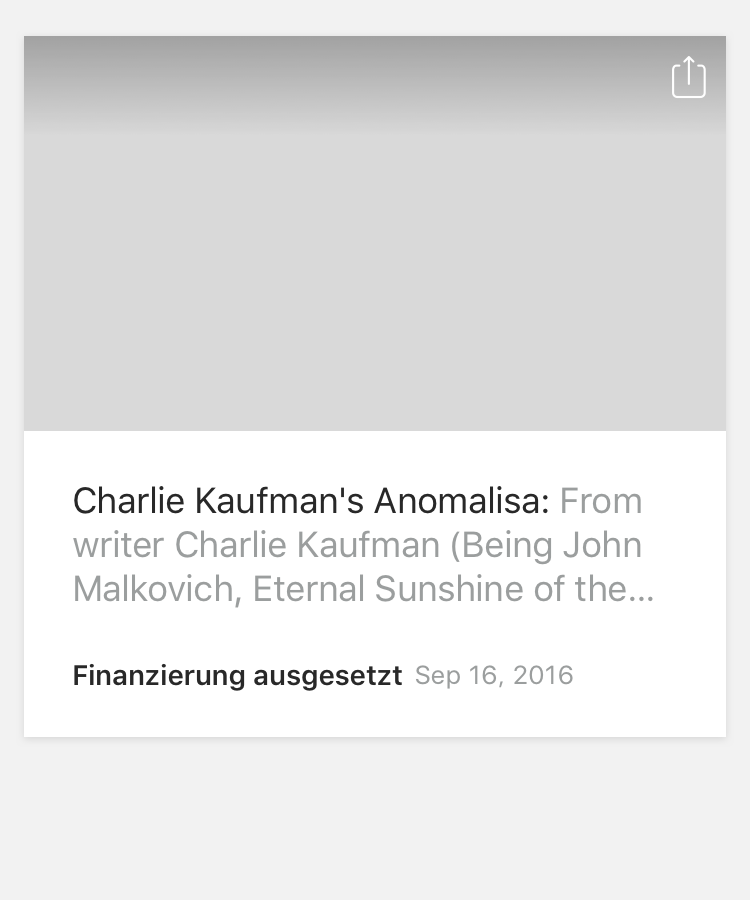 Charlie Kaufman's Anomalisa: From
writer Charlie Kaufman (Being John
Malkovich, Eternal Sunshine of the...
Finanzierung ausgesetzt Sep 16, 2016